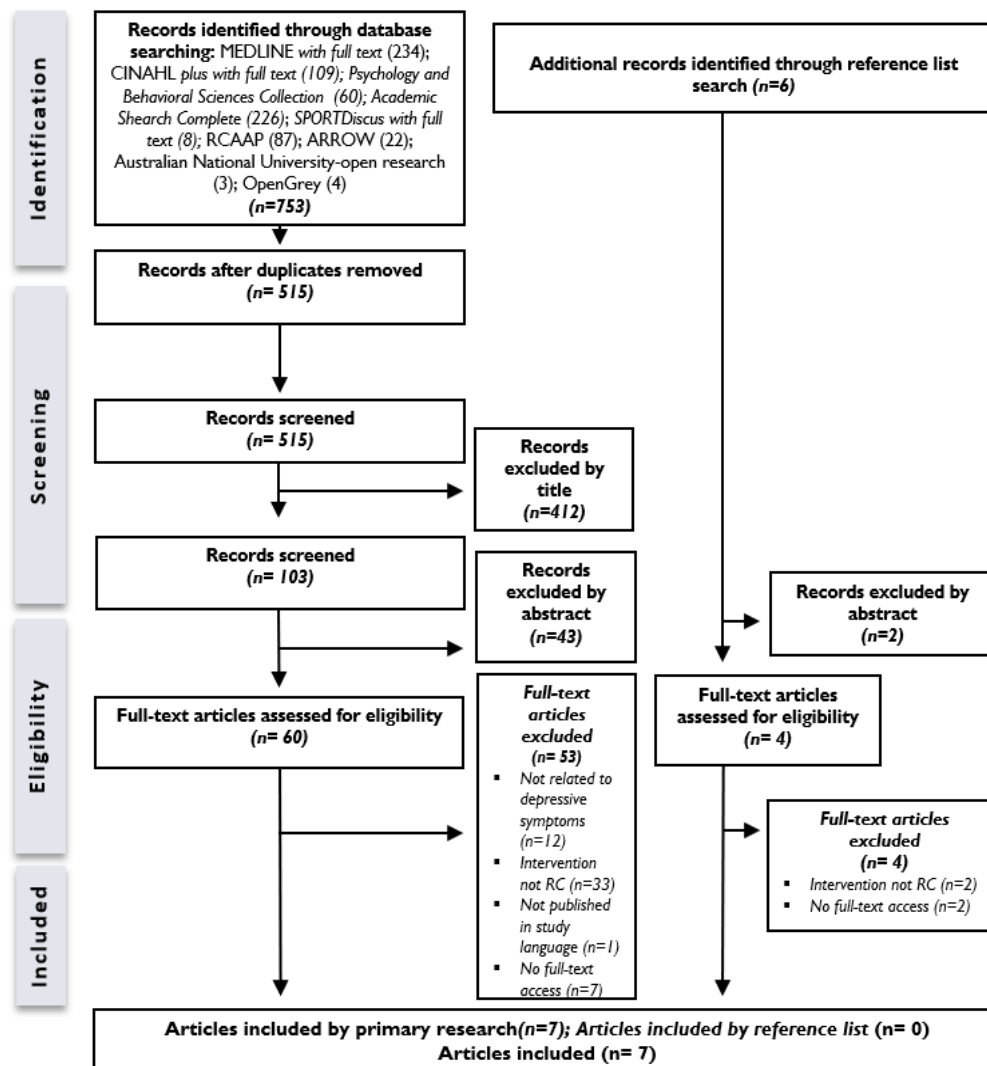 Identification
Records identified through database
searching: MEDLINE with full text (234);
CINAHL plus with full text (109); Psychology and
Behavioral Sciences Collection (60); Academic
Shearch Complete (226); SPORTDiscus with full
text (8); RCAAP (87); ARROW (22);
Australian National University-open research
(3); OpenGrey (4)
(n=753)
Additional records identified through reference list
search (n=6)
Records after duplicates removed
(n= 515)
Screening
Records screened
(n= 515)
Records
excluded by
title
(n=412)
Records screened
(n= 103)
Records
excluded by
abstract
(n=43)
Records excluded by
abstract
(n=2)
Eligibility
Full-text articles assessed for eligibility
(n= 60)
Full-text
articles
excluded
(n= 53)
▪ Not related to
depressive
symptoms
(n=12)
▪ Intervention
not RC (n=33)
▪ Not published
in study
language (n=1)
▪ No full-text
access (n=7)
Full-text articles
assessed for eligibility
(n= 4)
Full-text articles
excluded
(n= 4)
▪ Intervention not RC (n=2)
▪ No full-text access (n=2)
Included
Articles included by primary research(n=7); Articles included by reference list (n= 0)
Articles included (n= 7)